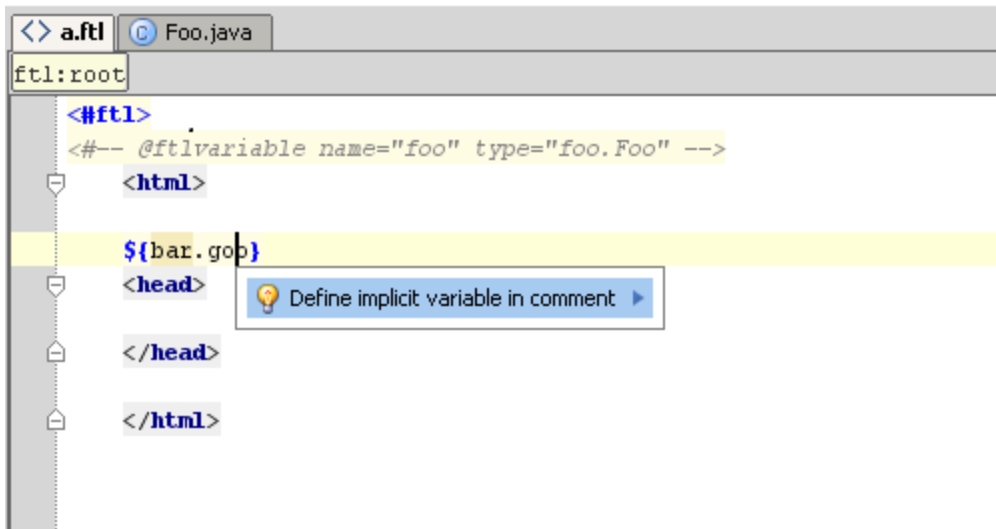 <> a.ftl C Foo.java
ftl:root
<#ftl>
<#-- @ftlvariable name="foo" type="foo.Foo" -->
<html>
${bar.goo}
<head>
Define implicit variable in comment
</head>
</html>